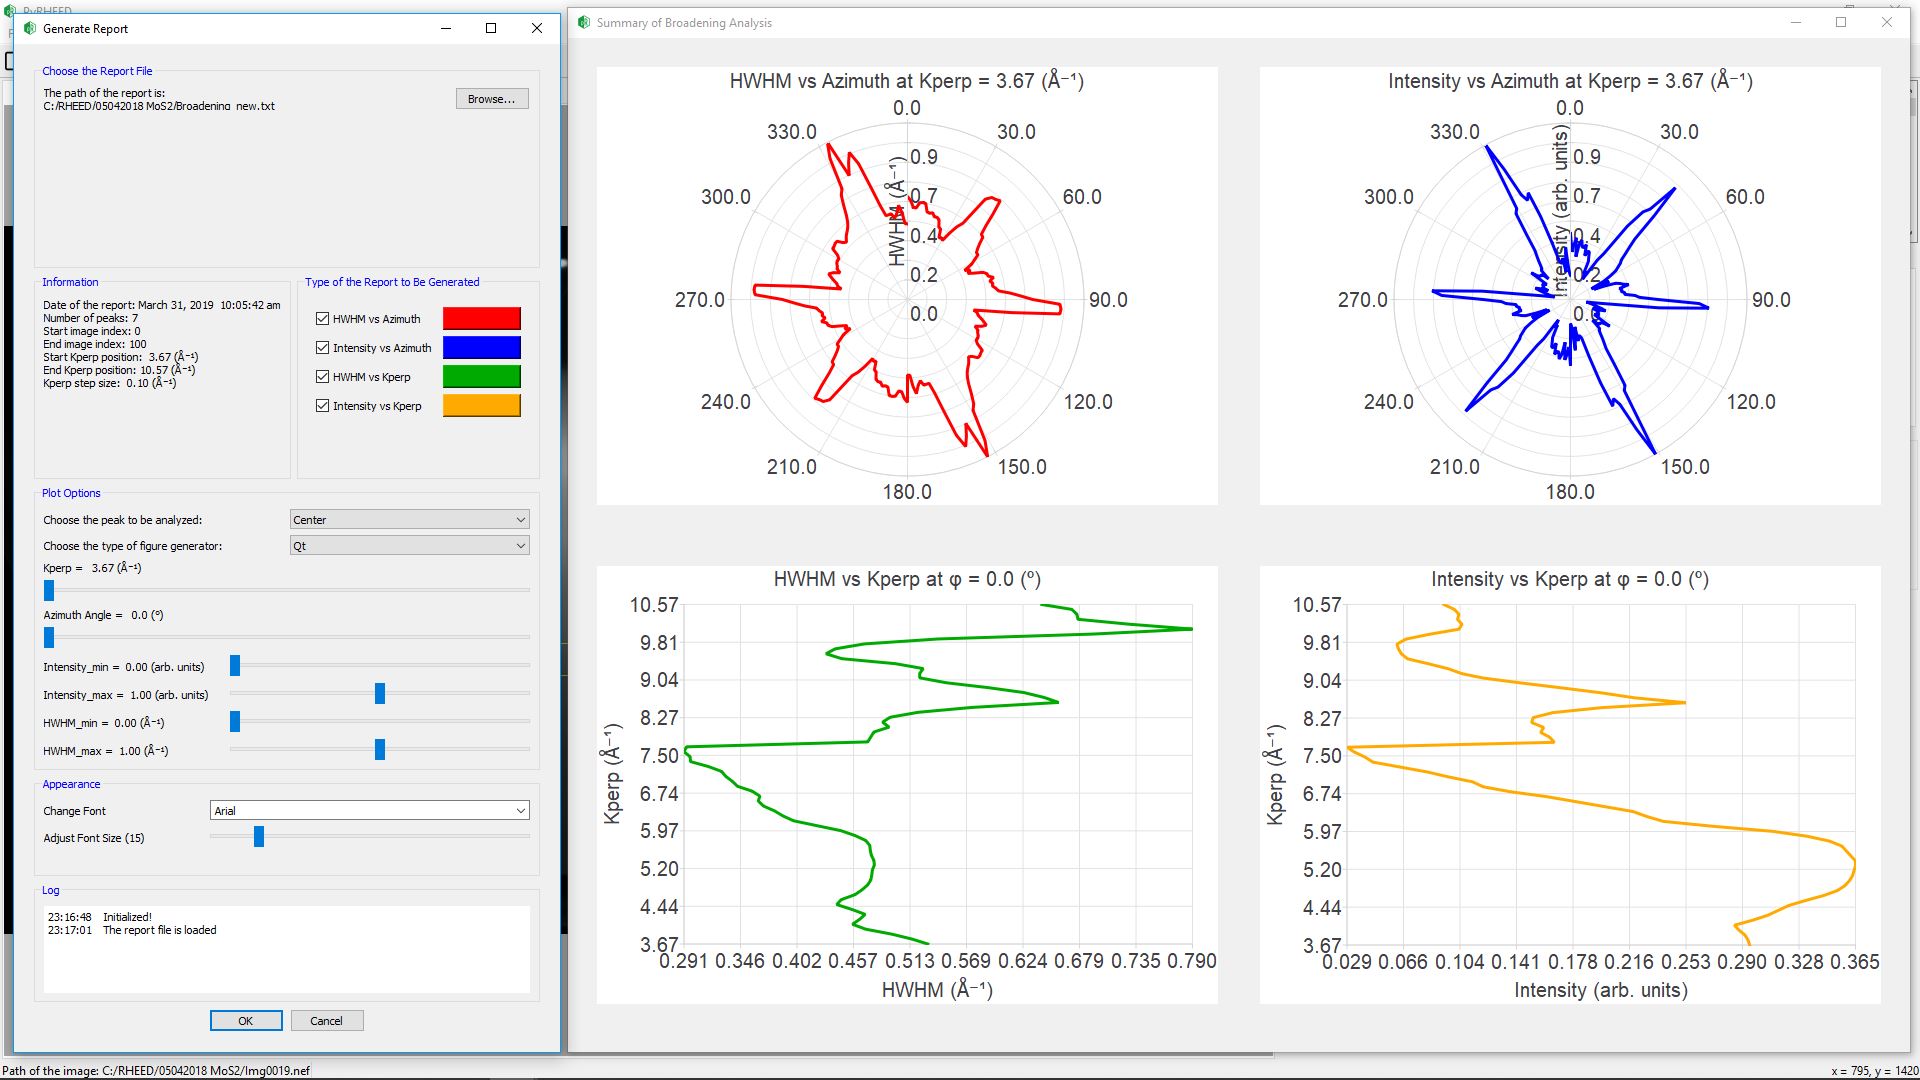 PyRHEED
Generate Report
Choose the Report File
The path of the report is:
C:/RHEED/05042018 MoS2/Broadening_new.txt
Browse...
Information
Date of the report: March 31, 2019  10:05:42 am
Number of peaks: 7
Start image index: 0
End image index: 100
Start Kperp position:  3.67 (Å⁻¹)
End Kperp position: 10.57 (Å⁻¹)
Kperp step size:  0.10 (Å⁻¹)
Type of the Report to Be Generated
HWHM vs Azimuth
Intensity vs Azimuth
HWHM vs Kperp
Intensity vs Kperp
Plot Options
Choose the peak to be analyzed:
Center
Choose the type of figure generator:
Qt
Kperp =   3.67 (Å⁻¹)
Azimuth Angle =   0.0 (°)
Intensity_min =  0.00 (arb. units)
Intensity_max =  1.00 (arb. units)
HWHM_min =  0.00 (Å⁻¹)
HWHM_max =  1.00 (Å⁻¹)
Appearance
Change Font
Arial
Adjust Font Size (15)
Log
23:16:48    Initialized!
23:17:01    The report file is loaded
OK
Cancel
Summary of Broadening Analysis
HWHM vs Azimuth at Kperp = 3.67 (Å⁻¹)
0.0
330.0
30.0
300.0
60.0
270.0
90.0
240.0
120.0
210.0
150.0
180.0
HWHM (Å⁻¹)
0.9
0.7
0.4
0.2
0.0
Intensity vs Azimuth at Kperp = 3.67 (Å⁻¹)
0.0
330.0
30.0
300.0
60.0
270.0
90.0
240.0
120.0
210.0
150.0
180.0
Intensity (arb. units)
0.9
0.7
0.4
0.2
0.0
HWHM vs Kperp at φ = 0.0 (°)
10.57
9.81
9.04
8.27
7.50
6.74
5.97
5.20
4.44
3.67
Kperp (Å⁻¹)
0.291 0.346 0.402 0.457 0.513 0.569 0.624 0.679 0.735 0.790
HWHM (Å⁻¹)
Intensity vs Kperp at φ = 0.0 (°)
10.57
9.81
9.04
8.27
7.50
6.74
5.97
5.20
4.44
3.67
Kperp (Å⁻¹)
0.029 0.066 0.104 0.141 0.178 0.216 0.253 0.290 0.328 0.365
Intensity (arb. units)
Path of the image: C:/RHEED/05042018 MoS2/Img0019.nef
x = 795, y = 1420